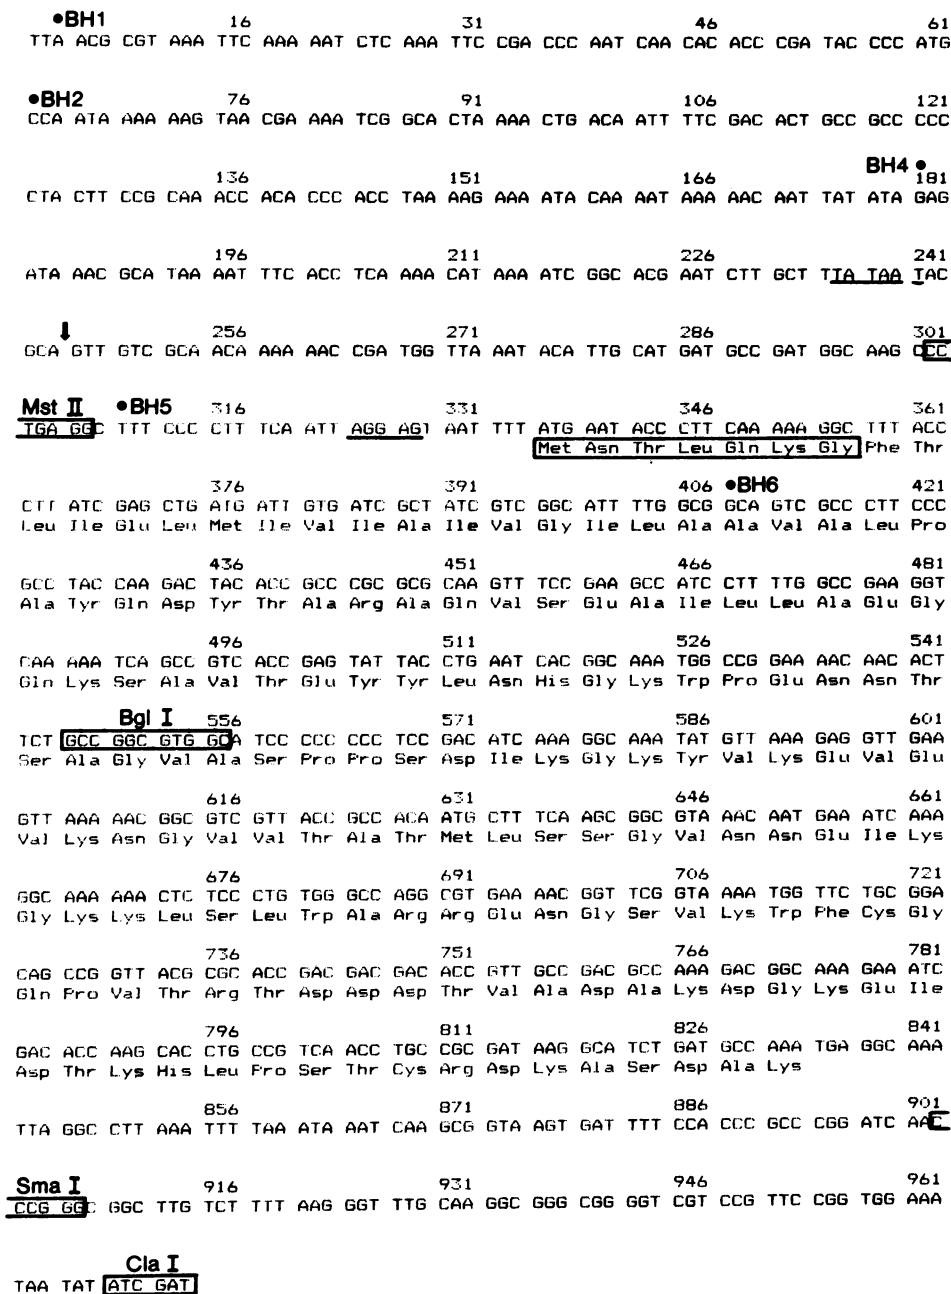 ●BH1 16 31 46 61
TTA ACG CGT AAA TTC AAA AAT CTC AAA TTC CGA CCC AAT CAA CAC ACC CGA TAC CCC ATG
●BH2 76 91 106 121
CCA ATA AAA AAG TAA CGA AAA TCG GCA CTA AAA CTG ACA ATT TTC GAC ACT GCC GCC CCC
BH4 ●
136 151 166 181
CTA CTT CCG CAA ACC ACA CCC ACC TAA AAG AAA ATA CAA AAT AAA AAC AAT TAT ATA GAG
196 211 226 241
ATA AAC GCA TAA AAT TTC ACC TCA AAA CAT AAA ATC GGC ACG AAT CTT GCT TTA TAA TAC
256 271 286 301
GCA GTT GTC GCA ACA AAA AAC CGA TGG TTA AAT ACA TTG CAT GAT GCC GAT GGC AAG CCC
Mst II ●BH5 316 331 346 361
TGA GGC TTT CCC CTT TCA ATT AGG AGT AAT TTT ATG AAT ACC CTT CAA AAA GGC TTT ACC
Met Asn Thr Leu Gln Lys Gly Phe Thr
376 391 406 ●BH6 421
CTT ATC GAG CTG ATG ATT GTG ATC GCT ATC GTC GGC ATT TTG GCG GCA GTC GCC CTT CCC
Leu Ile Glu Leu Met Ile Val Ile Ala Ile Val Gly Ile Leu Ala Ala Val Ala Leu Pro
436 451 466 481
GCC TAC CAA GAC TAC ACC GCC CGC GCG CAA GTT TCC GAA GCC ATC CTT TTG GCC GAA GGT
Ala Tyr Gln Asp Tyr Thr Ala Arg Ala Gln Val Ser Glu Ala Ile Leu Leu Ala Glu Gly
496 511 526 541
CAA AAA TCA GCC GTC ACC GAG TAT TAC CTG AAT CAC GGC AAA TGG CCG GAA AAC AAC ACT
Gln Lys Ser Ala Val Thr Glu Tyr Tyr Leu Asn His Gly Lys Trp Pro Glu Asn Asn Thr
Bgl I 556 571 586 601
TCT GCC GGC GTG GCA TCC CCC CCC TCC GAC ATC AAA GGC AAA TAT GTT AAA GAG GTT GAA
Ser Ala Gly Val Ala Ser Pro Pro Ser Asp Ile Lys Gly Lys Tyr Val Lys Glu Val Glu
616 631 646 661
GTT AAA AAC GGC GTC GTT ACC GCC ACA ATG CTT TCA AGC GGC GTA AAC AAT GAA ATC AAA
Val Lys Asn Gly Val Val Thr Ala Thr Met Leu Ser Ser Gly Val Asn Asn Glu Ile Lys
676 691 706 721
GGC AAA AAA CTC TCC CTG TGG GCC AGG CGT GAA AAC GGT TCG GTA AAA TGG TTC TGC GGA
Gly Lys Lys Leu Ser Leu Trp Ala Arg Arg Glu Asn Gly Ser Val Lys Trp Phe Cys Gly
736 751 766 781
CAG CCG GTT ACG CGC ACC GAC GAC GAC ACC GTT GCC GAC GCC AAA GAC GGC AAA GAA ATC
Gln Pro Val Thr Arg Thr Asp Asp Asp Thr Val Ala Asp Ala Lys Asp Gly Lys Glu Ile
796 811 826 841
GAC ACC AAG CAC CTG CCG TCA ACC TGC CGC GAT AAG GCA TCT GAT GCC AAA TGA GGC AAA
Asp Thr Lys His Leu Pro Ser Thr Cys Arg Asp Lys Ala Ser Asp Ala Lys
856 871 886 901
TTA GGC CTT AAA TTT TAA ATA AAT CAA GCG GTA AGT GAT TTT CCA CCC GCC CGG ATC AAC
Sma I 916 931 946 961
CCG GGC GGC TTG TCT TTT AAG GGT TTG CAA GGC GGG CGG GGT CGT CCG TTC CGG TGG AAA
Cla I
TAA TAT ATC GAT